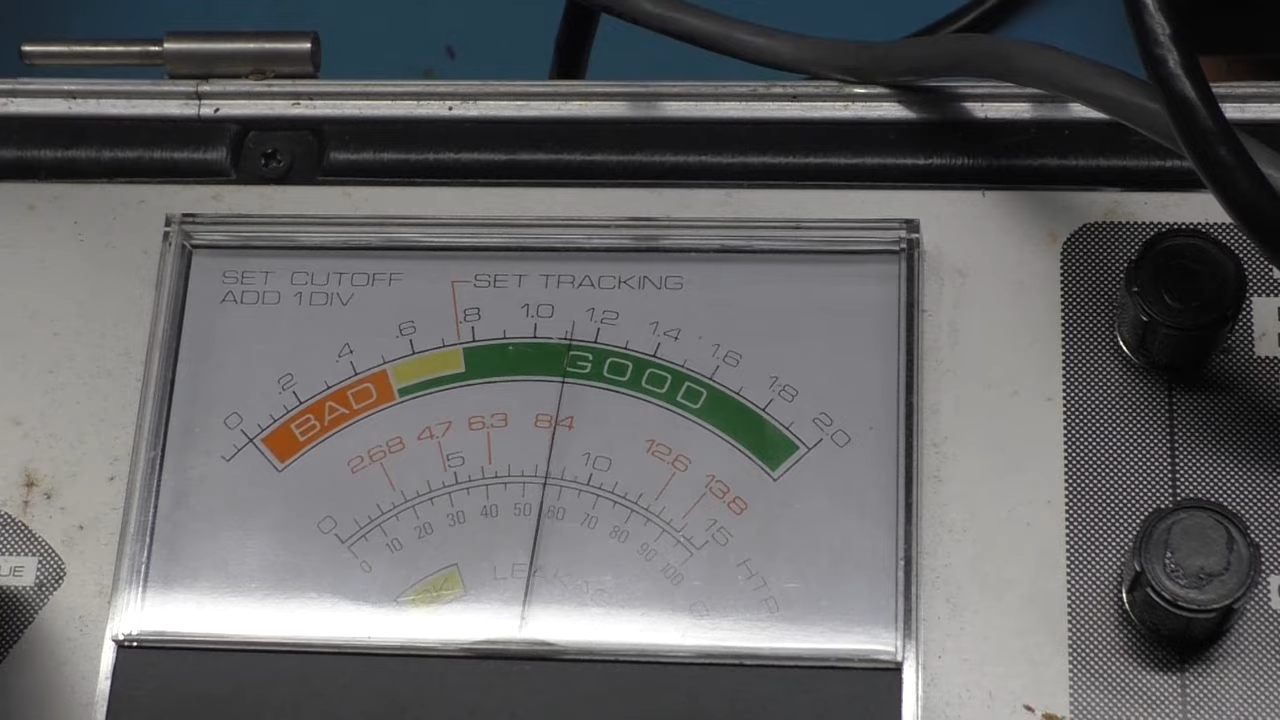 SET CUTOFF
ADD 1 DIV
SET TRACKING
0 .2 .4 .6 .8 1.0 1.2 1.4 1.6 1.8 2.0
BAD GOOD
2.68 4.7 6.3 8.4 12.6 13.8
0 5 10 15
0 10 20 30 40 50 60 70 80 90 100
HTR
OK
UE